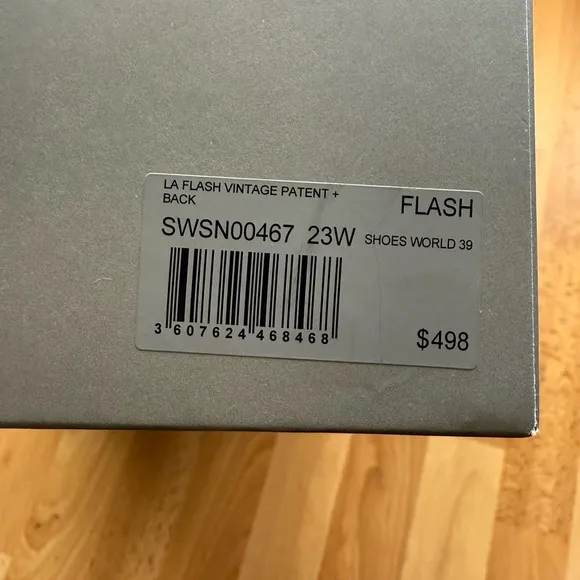 LA FLASH VINTAGE PATENT +
BACK
FLASH
SWSN00467 23W SHOES WORLD 39
3 607624 468468
$498